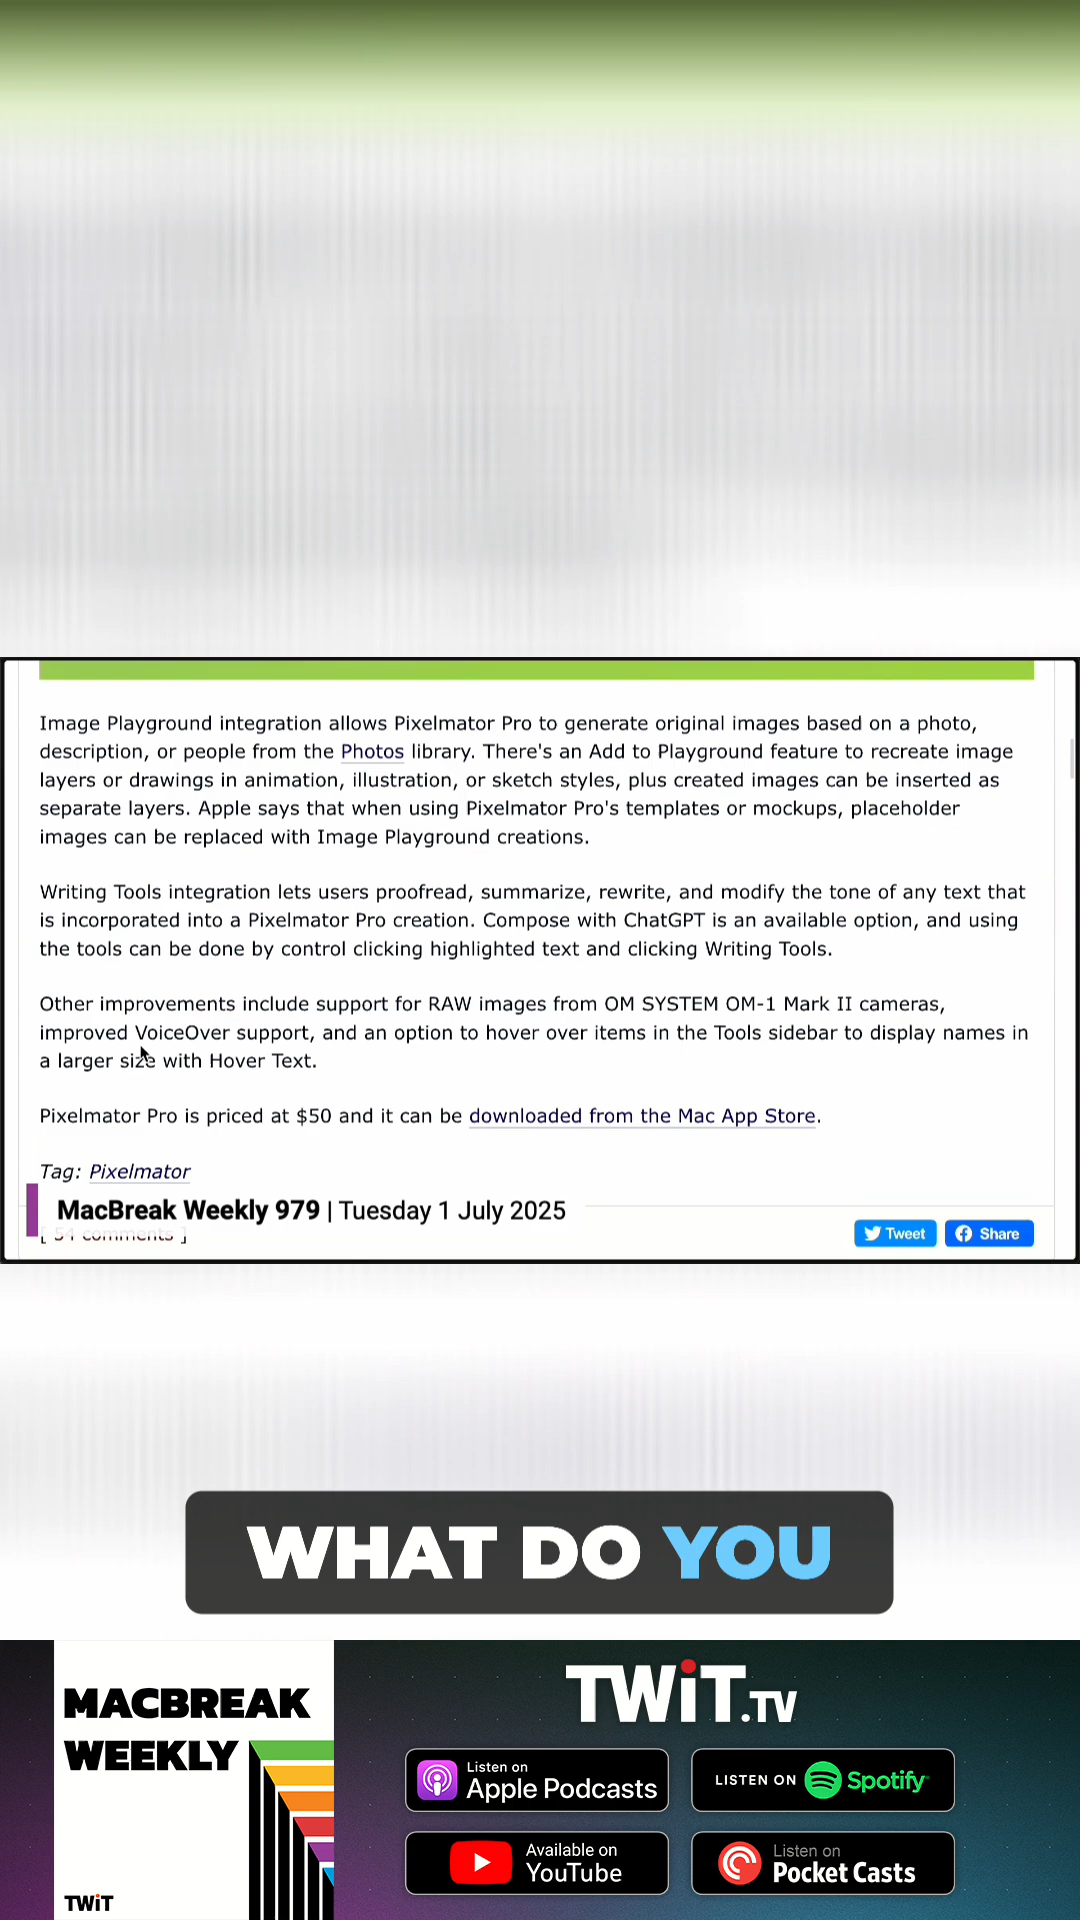 Image Playground integration allows Pixelmator Pro to generate original images based on a photo,
description, or people from the Photos library. There's an Add to Playground feature to recreate image
layers or drawings in animation, illustration, or sketch styles, plus created images can be inserted as
separate layers. Apple says that when using Pixelmator Pro's templates or mockups, placeholder
images can be replaced with Image Playground creations.
Writing Tools integration lets users proofread, summarize, rewrite, and modify the tone of any text that
is incorporated into a Pixelmator Pro creation. Compose with ChatGPT is an available option, and using
the tools can be done by control clicking highlighted text and clicking Writing Tools.
Other improvements include support for RAW images from OM SYSTEM OM-1 Mark II cameras,
improved VoiceOver support, and an option to hover over items in the Tools sidebar to display names in
a larger size with Hover Text.
Pixelmator Pro is priced at $50 and it can be downloaded from the Mac App Store.
Tag: Pixelmator
MacBreak Weekly 979 | Tuesday 1 July 2025
[ 54 comments ]
Tweet
Share
WHAT DO YOU
MACBREAK
WEEKLY
TWiT
TWiT.TV
Listen on
Apple Podcasts
LISTEN ON Spotify
Available on
YouTube
Listen on
Pocket Casts